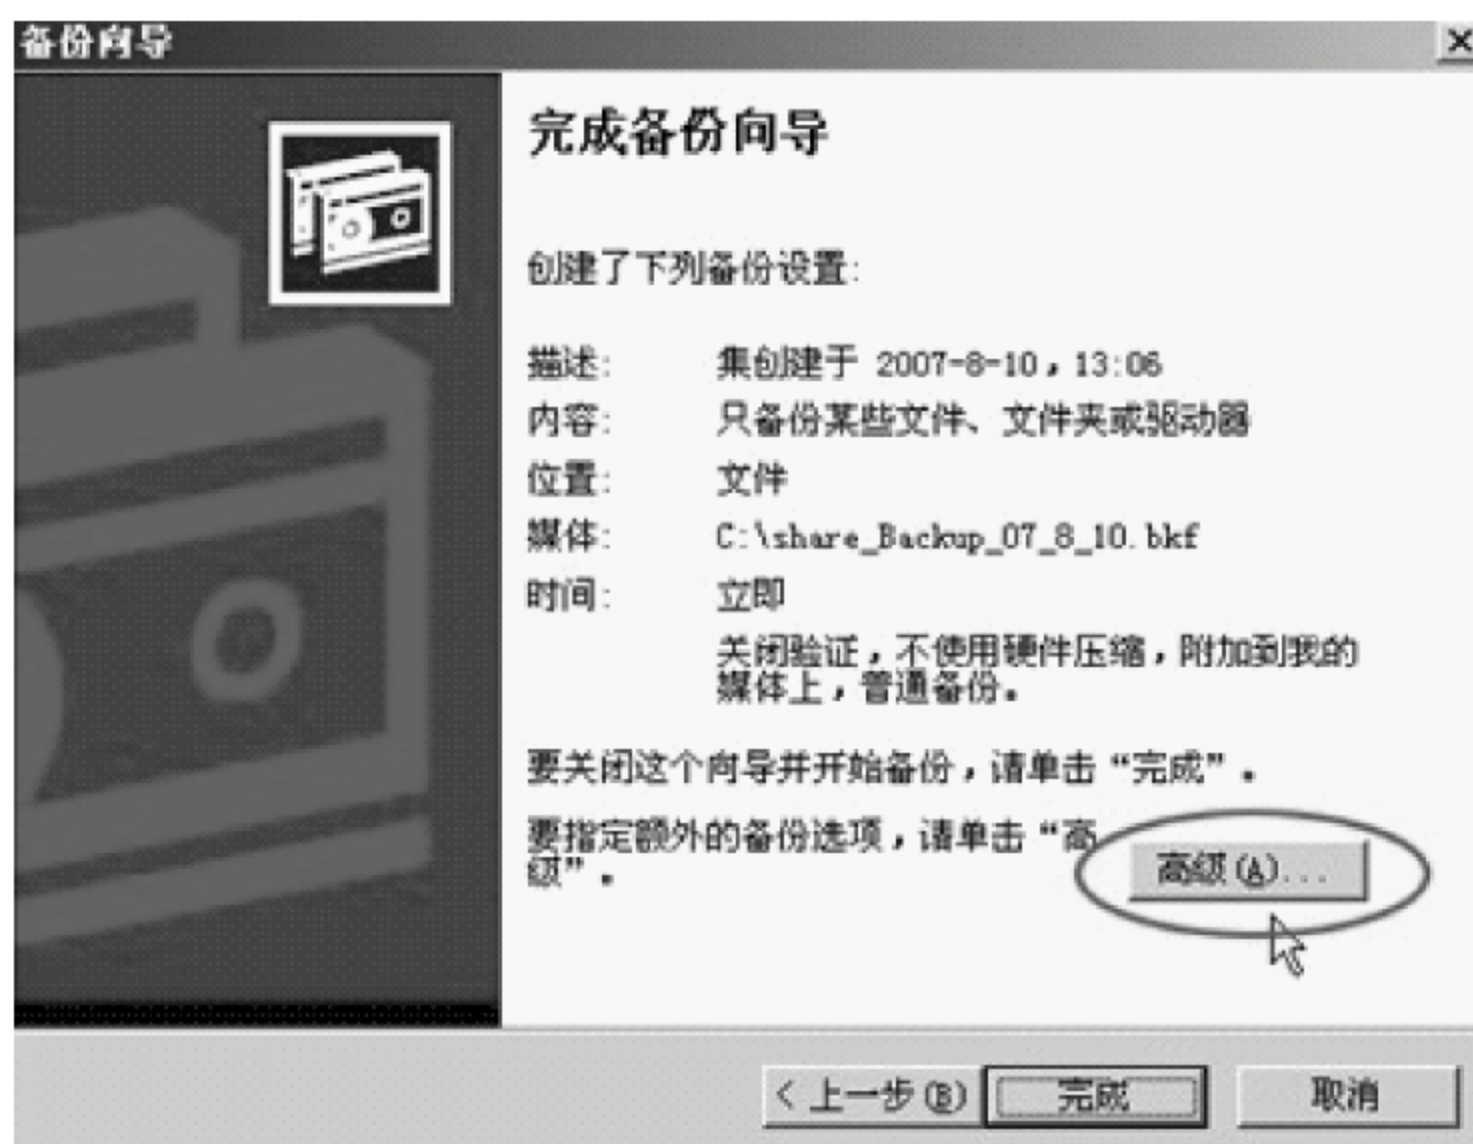 备份向导
完成备份向导
创建了下列备份设置:
描述: 集创建于 2007-8-10，13:06
内容: 只备份某些文件、文件夹或驱动器
位置: 文件
媒体: C:\share_Backup_07_8_10.bkf
时间: 立即
关闭验证，不使用硬件压缩，附加到我的
媒体上，普通备份。
要关闭这个向导并开始备份，请单击“完成”。
要指定额外的备份选项，请单击“高
级”。
高级(A)...
< 上一步(B) 完成 取消